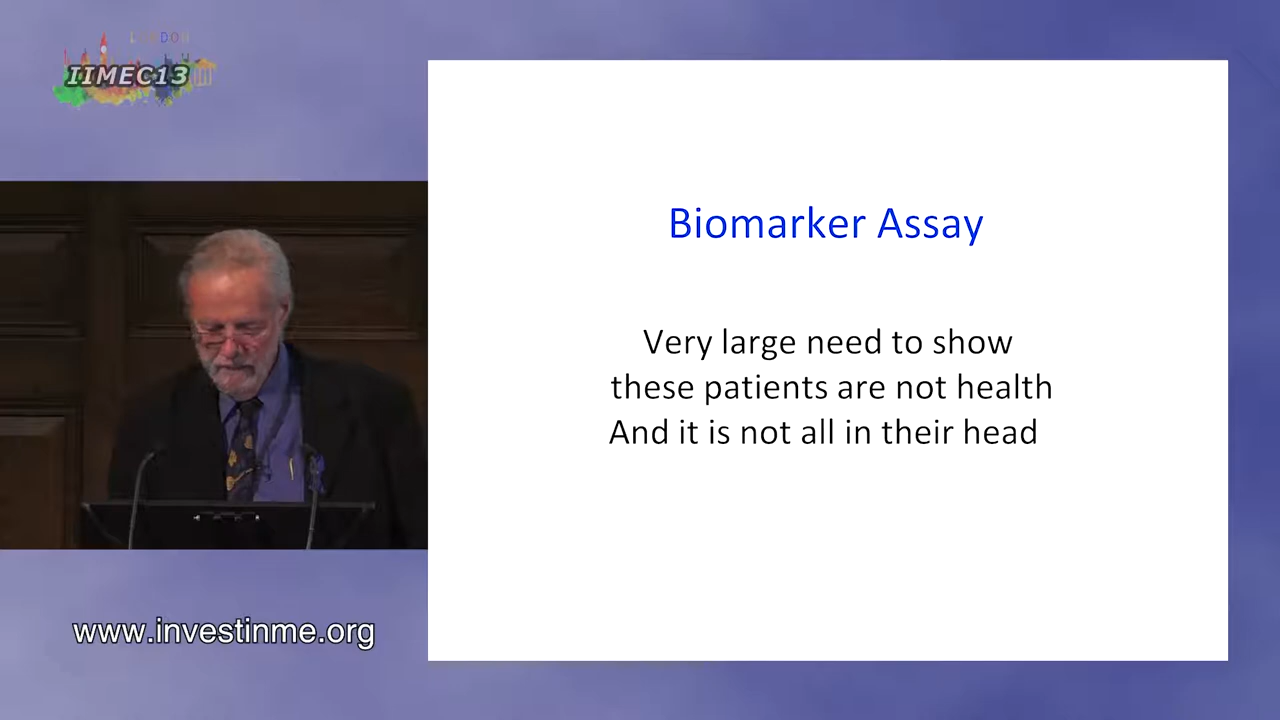 LONDON
IIMEC13
Biomarker Assay
Very large need to show
these patients are not health
And it is not all in their head
www.investinme.org